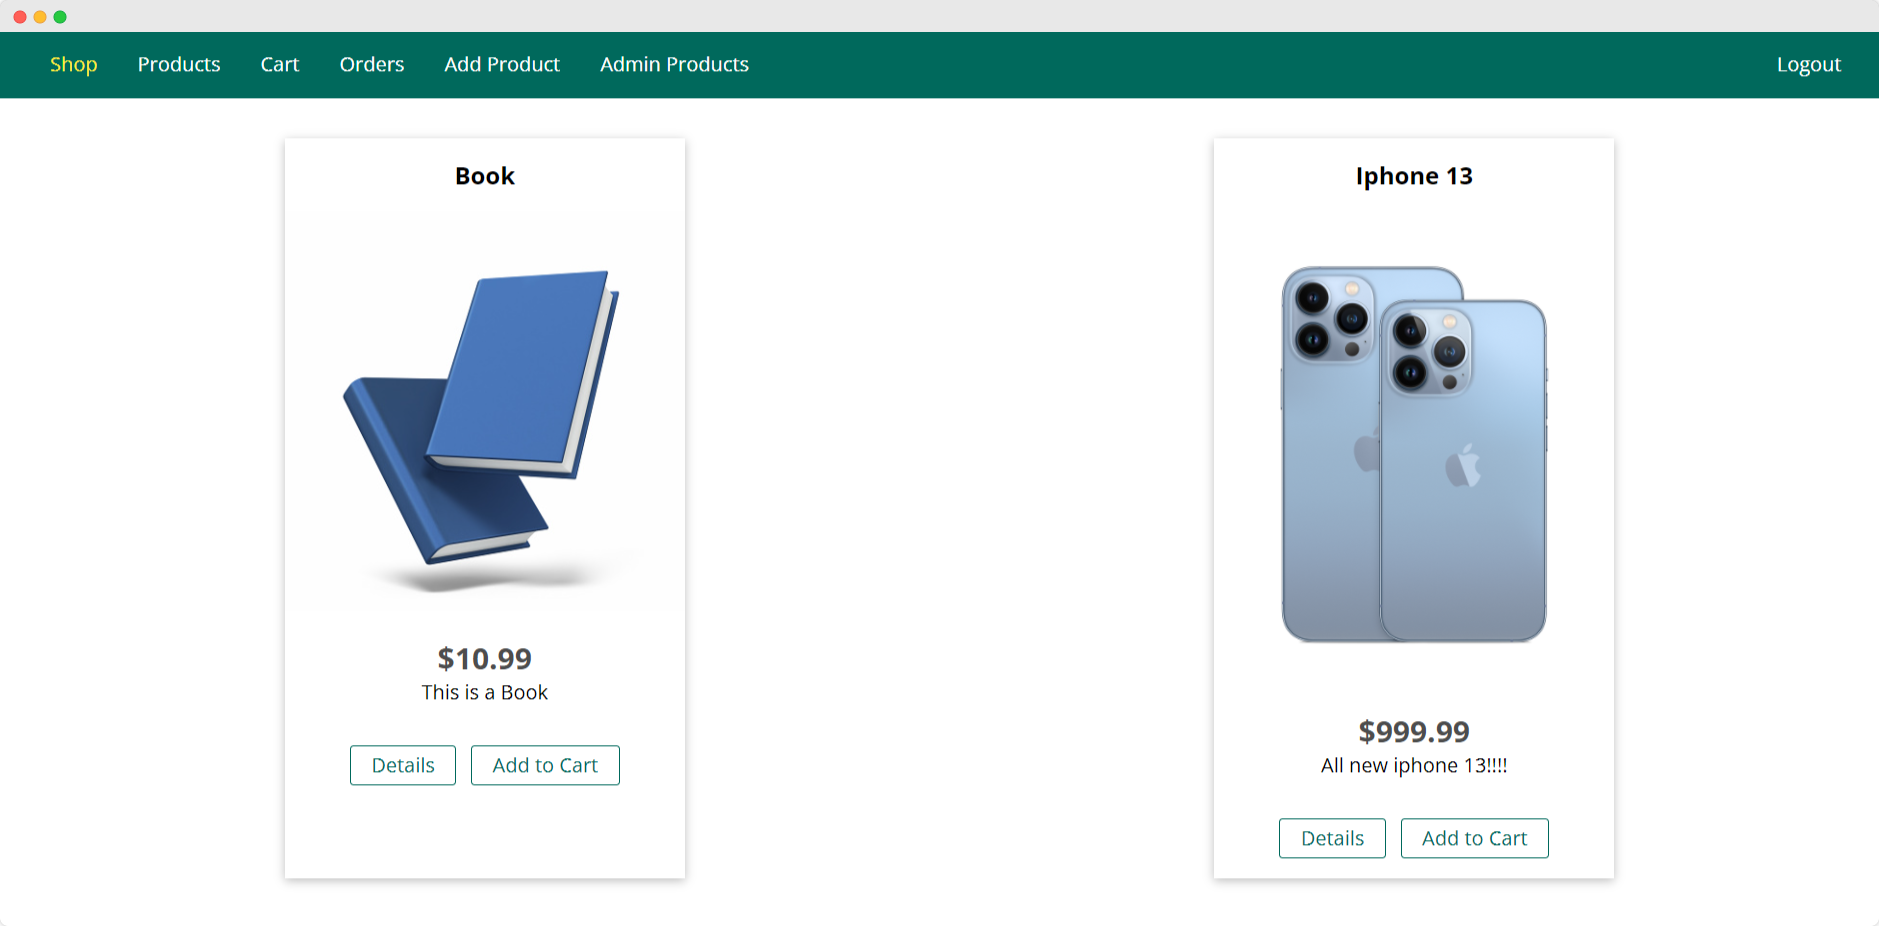 Shop Products Cart Orders Add Product Admin Products Logout
Book
$10.99
This is a Book
Details Add to Cart
Iphone 13
$999.99
All new iphone 13!!!!
Details Add to Cart